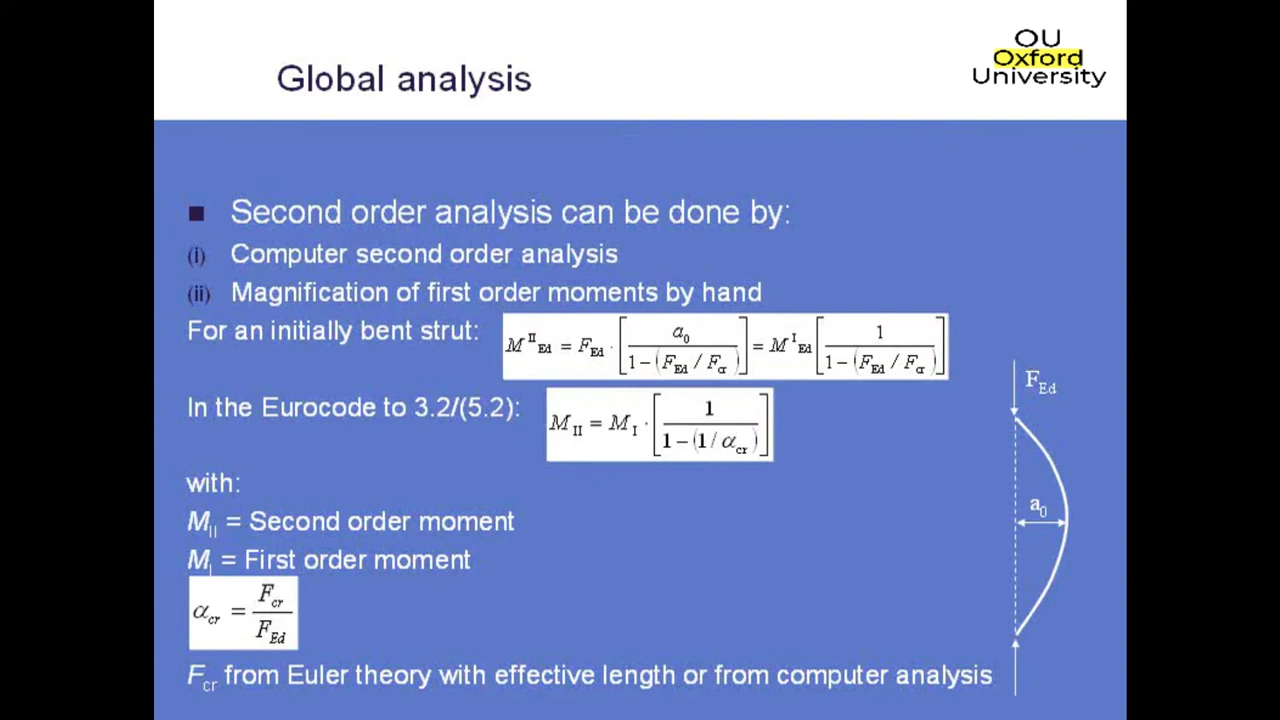 Global analysis
OU
Oxford
University
■ Second order analysis can be done by:
(i) Computer second order analysis
(ii) Magnification of first order moments by hand
For an initially bent strut: M^II_Ed = F_Ed · [ a_0 / (1 − (F_Ed / F_cr)) ] = M^I_Ed [ 1 / (1 − (F_Ed / F_cr)) ]
In the Eurocode to 3.2/(5.2): M_II = M_I · [ 1 / (1 − (1 / α_cr)) ]
with:
M_II = Second order moment
M_I = First order moment
α_cr = F_cr / F_Ed
F_cr from Euler theory with effective length or from computer analysis
F_Ed
a_0